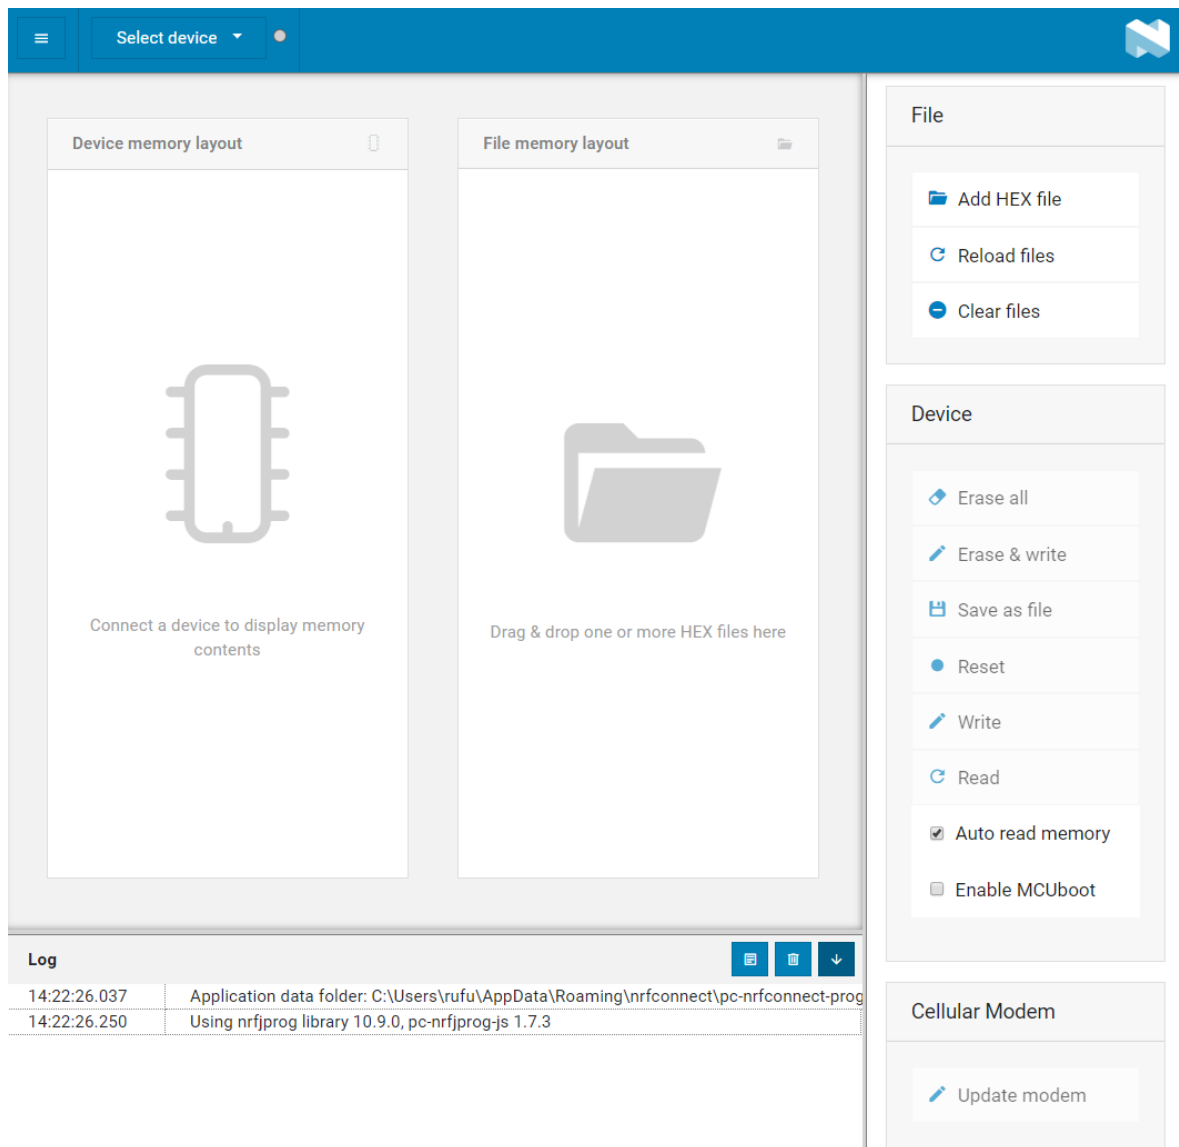 Select device
Device memory layout
Connect a device to display memory
contents
File memory layout
Drag & drop one or more HEX files here
File
Add HEX file
Reload files
Clear files
Device
Erase all
Erase & write
Save as file
Reset
Write
Read
Auto read memory
Enable MCUboot
Cellular Modem
Update modem
Log
14:22:26.037 Application data folder: C:\Users\rufu\AppData\Roaming\nrfconnect\pc-nrfconnect-prog
14:22:26.250 Using nrfjprog library 10.9.0, pc-nrfjprog-js 1.7.3